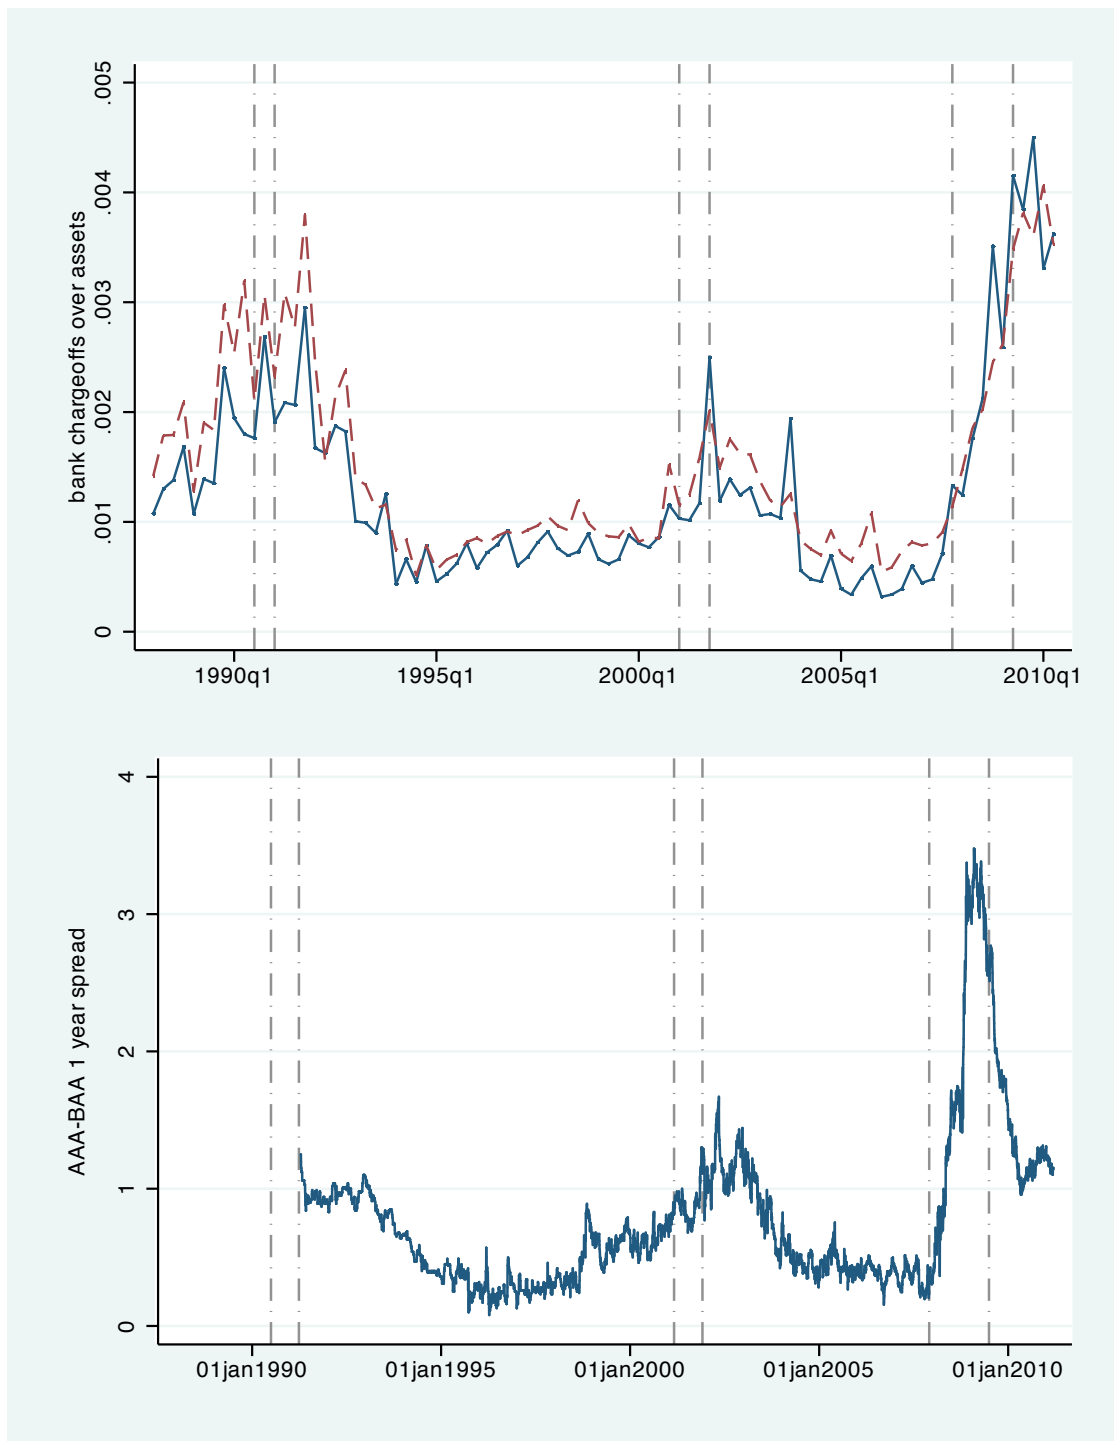 bank chargeoffs over assets
.005
.004
.003
.002
.001
0
1990q1 1995q1 2000q1 2005q1 2010q1
AAA-BAA 1 year spread
4
3
2
1
0
01jan1990 01jan1995 01jan2000 01jan2005 01jan2010